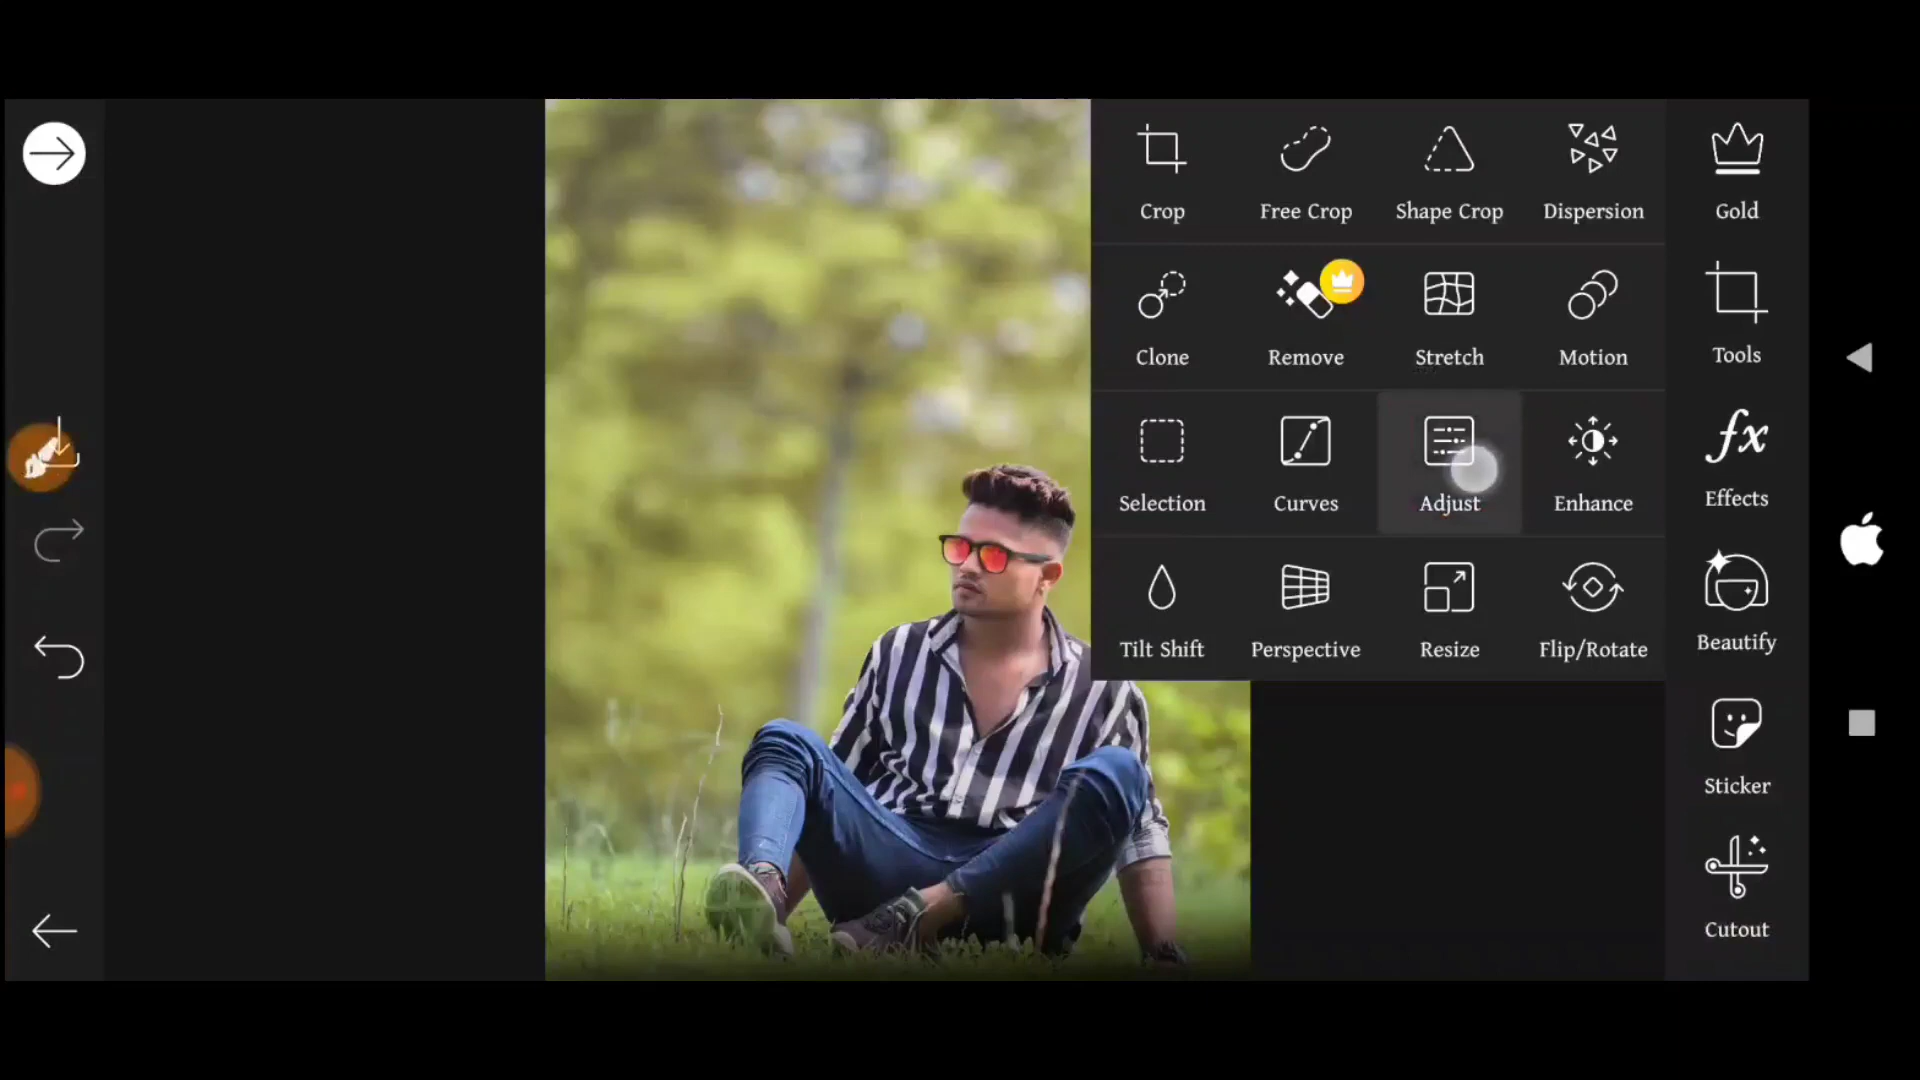 Crop Free Crop Shape Crop Dispersion
Clone Remove Stretch Motion
Selection Curves Adjust Enhance
Tilt Shift Perspective Resize Flip/Rotate
Gold
Tools
fx
Effects
Beautify
Sticker
Cutout